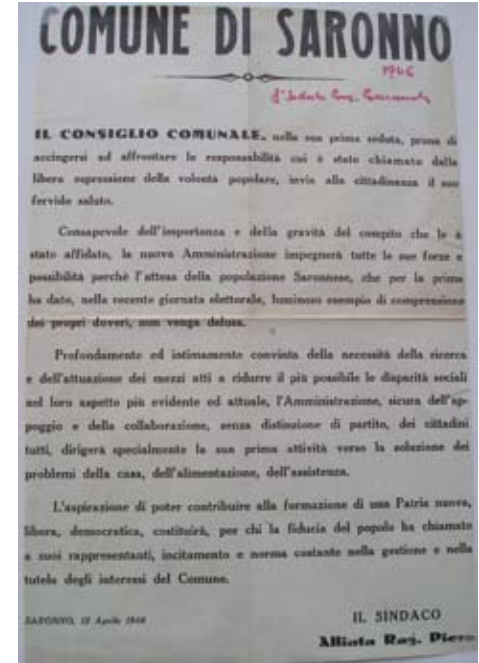 COMUNE DI SARONNO
1946
IL CONSIGLIO COMUNALE, nella sua prima seduta, prima di
accingersi ad affrontare le responsabilità cui è stato chiamato dalla
libera espressione della volontà popolare, invia alla cittadinanza il suo
fervido saluto.
Consapevole dell'importanza e della gravità del compito che le è
stato affidato, la nuova Amministrazione impegnerà tutte le sue forze e
possibilità perchè l'attesa della popolazione Saronnese, che per la prima
ha dato, nella recente giornata elettorale, luminoso esempio di comprensione
dei propri doveri, non venga delusa.
Profondamente ed intimamente convinta della necessità della ricerca
e dell'attuazione dei mezzi atti a ridurre il più possibile le disparità sociali
nel loro aspetto più evidente ed attuale, l'Amministrazione, sicura dell'ap-
poggio e della collaborazione, senza distinzione di partito, dei cittadini
tutti, dirigerà specialmente la sua prima attività verso la soluzione dei
problemi della casa, dell'alimentazione, dell'assistenza.
L'aspirazione di poter contribuire alla formazione di una Patria nuova,
libera, democratica, costituirà, per chi la fiducia del popolo ha chiamato
a suoi rappresentanti, incitamento e norma costante nella gestione e nella
tutela degli interessi del Comune.
SARONNO, Aprile 1946
IL SINDACO
Alliata Rag. Piero